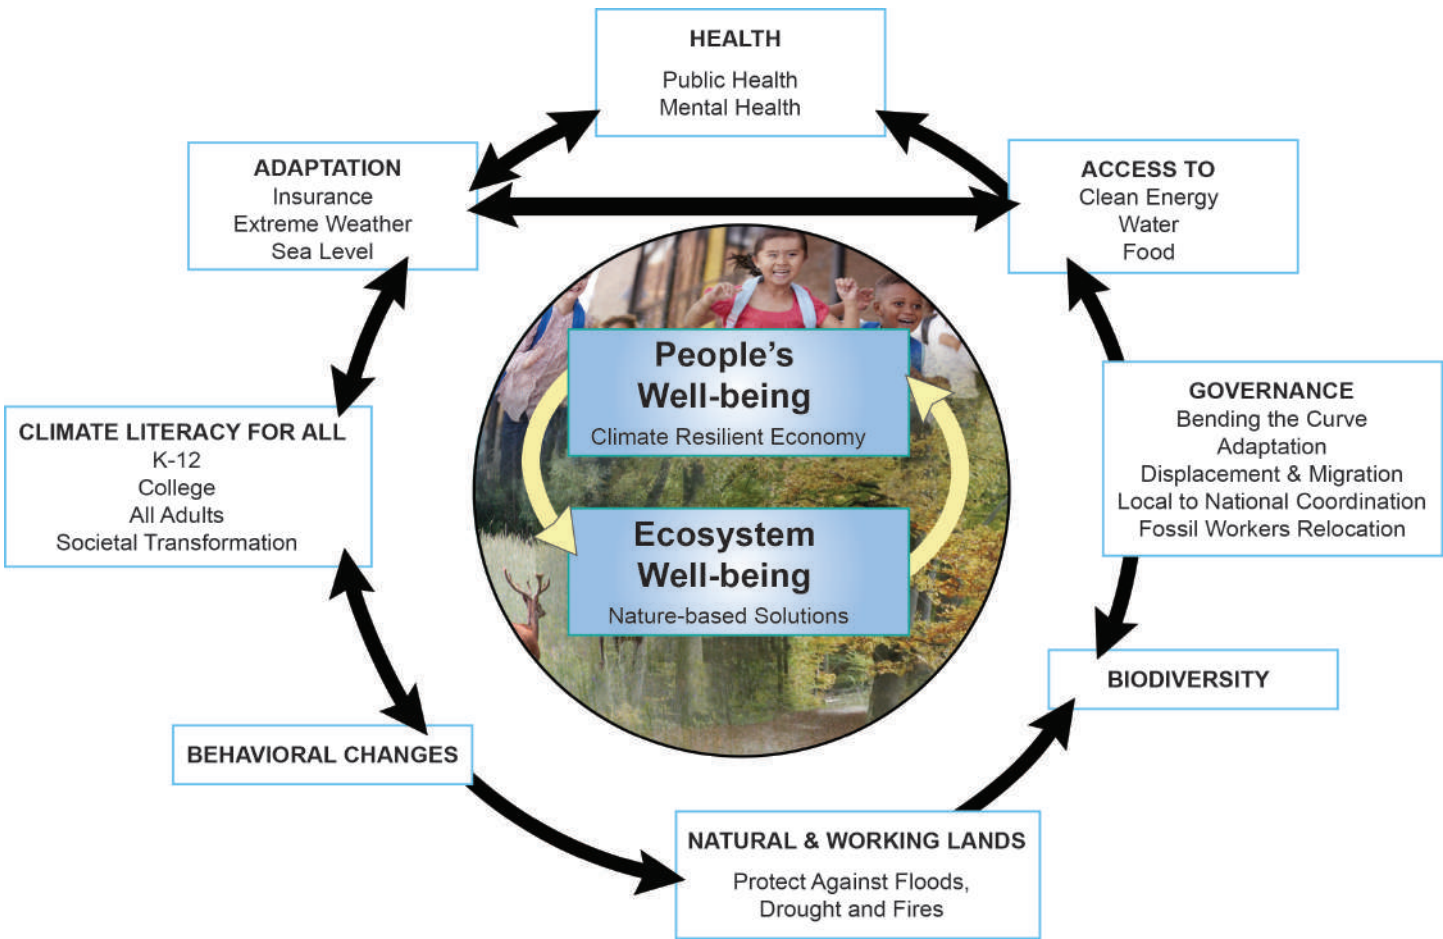 HEALTH
Public Health
Mental Health
ADAPTATION
Insurance
Extreme Weather
Sea Level
ACCESS TO
Clean Energy
Water
Food
People's
Well-being
Climate Resilient Economy
Ecosystem
Well-being
Nature-based Solutions
CLIMATE LITERACY FOR ALL
K-12
College
All Adults
Societal Transformation
GOVERNANCE
Bending the Curve
Adaptation
Displacement & Migration
Local to National Coordination
Fossil Workers Relocation
BIODIVERSITY
BEHAVIORAL CHANGES
NATURAL & WORKING LANDS
Protect Against Floods,
Drought and Fires